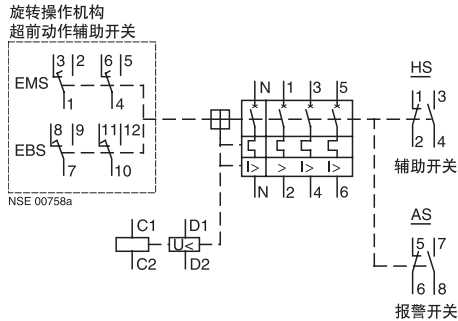 旋转操作机构
超前动作辅助开关
3 2 6 5
EMS
1 4
8 9 11 12
EBS
7 10
NSE 00758a
N 1 3 5
I> > I> I>
N 2 4 6
C1 D1
U<
C2 D2
HS
1 3
2 4
辅助开关
AS
5 7
6 8
报警开关